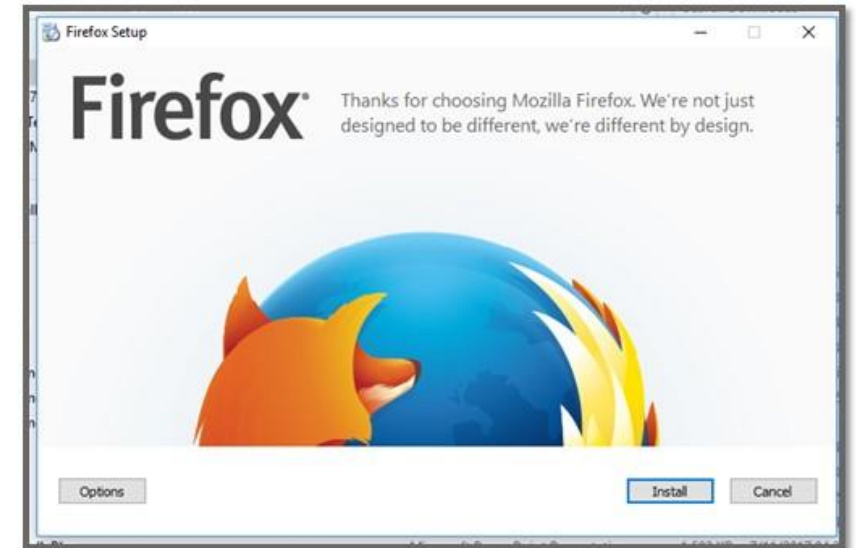 Firefox Setup
Firefox®
Thanks for choosing Mozilla Firefox. We're not just
designed to be different, we're different by design.
Options
Install
Cancel